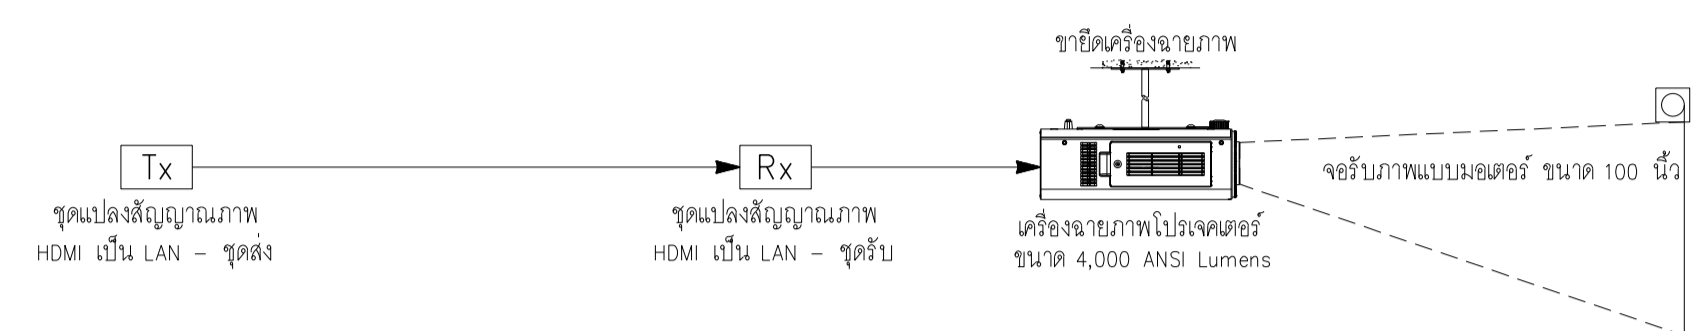 ขายึดเครื่องฉายภาพ
Tx
Rx
จอรับภาพแบบมอเตอร์ ขนาด 100 นิ้ว
ชุดแปลงสัญญาณภาพ
HDMI เป็น LAN – ชุดส่ง
ชุดแปลงสัญญาณภาพ
HDMI เป็น LAN – ชุดรับ
เครื่องฉายภาพโปรเจคเตอร์
ขนาด 4,000 ANSI Lumens